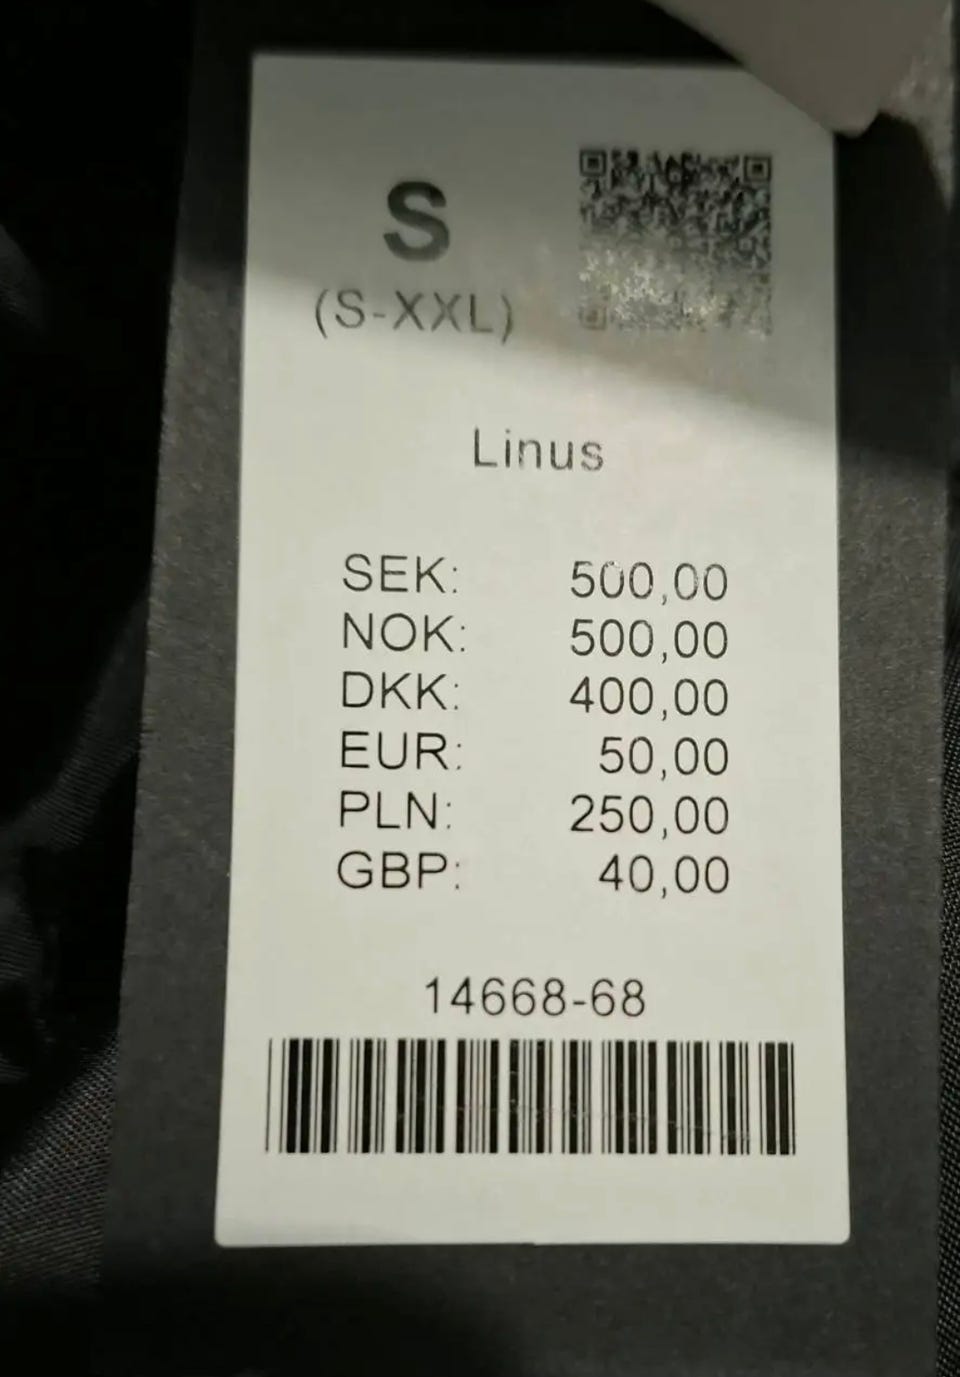 S
(S-XXL)
Linus
SEK: 500,00
NOK: 500,00
DKK: 400,00
EUR: 50,00
PLN: 250,00
GBP: 40,00
14668-68